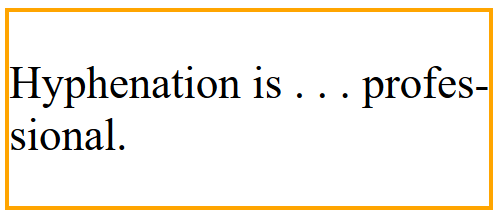 Hyphenation is . . . profes-
sional.